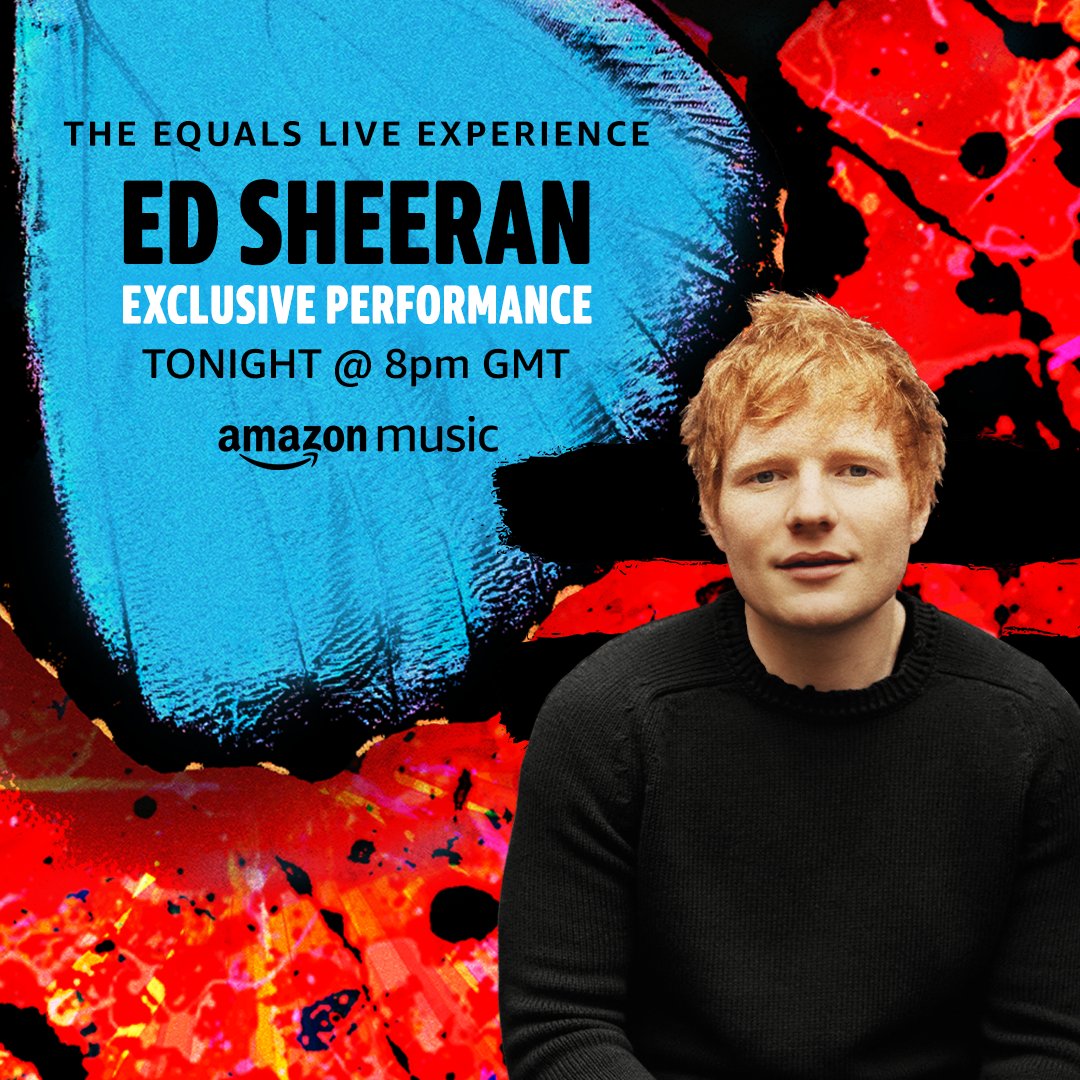 THE EQUALS LIVE EXPERIENCE
ED SHEERAN
EXCLUSIVE PERFORMANCE
TONIGHT @ 8pm GMT
amazon music